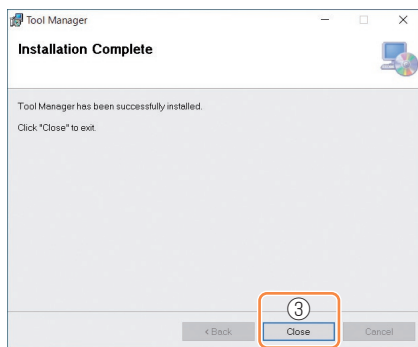 Tool Manager
Installation Complete
Tool Manager has been successfully installed.
Click "Close" to exit.
③
< Back
Close
Cancel